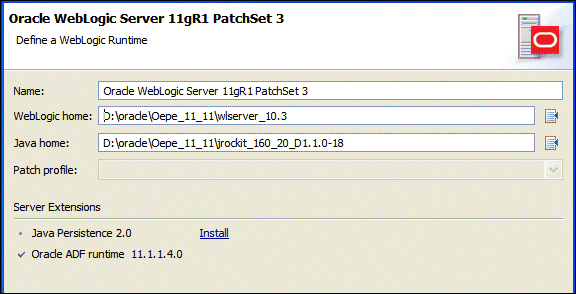 Oracle WebLogic Server 11gR1 PatchSet 3
Define a WebLogic Runtime
Name: Oracle WebLogic Server 11gR1 PatchSet 3
WebLogic home: D:\oracle\Oepe_11_11\wlserver_10.3
Java home: D:\oracle\Oepe_11_11\jrockit_160_20_D1.1.0-18
Patch profile:
Server Extensions
Java Persistence 2.0 Install
Oracle ADF runtime 11.1.1.4.0